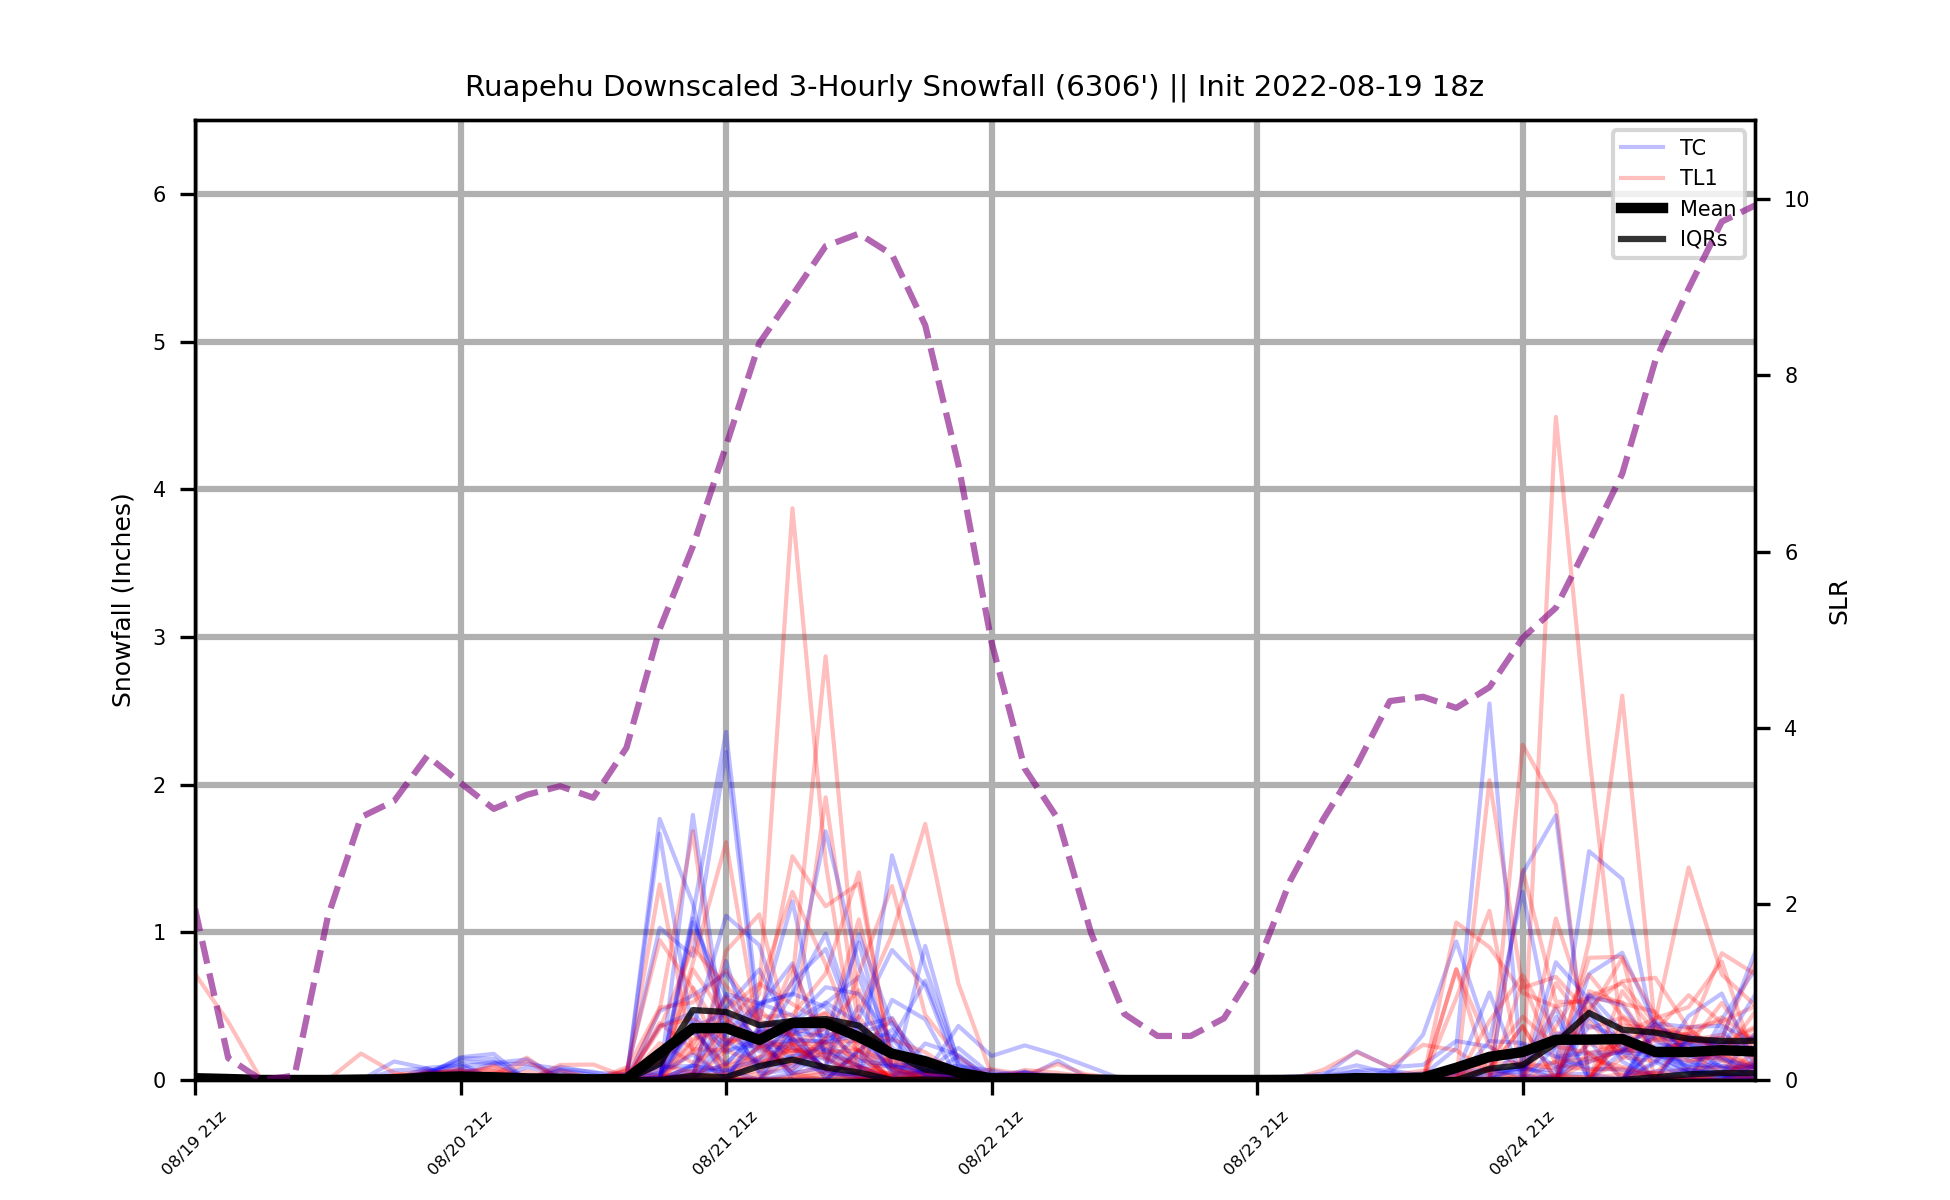 Ruapehu Downscaled 3-Hourly Snowfall (6306') || Init 2022-08-19 18z
TC
TL1
Mean
IQRs
Snowfall (Inches)
6
5
4
3
2
1
0
SLR
10
8
6
4
2
0
08/19 21z
08/20 21z
08/21 21z
08/22 21z
08/23 21z
08/24 21z